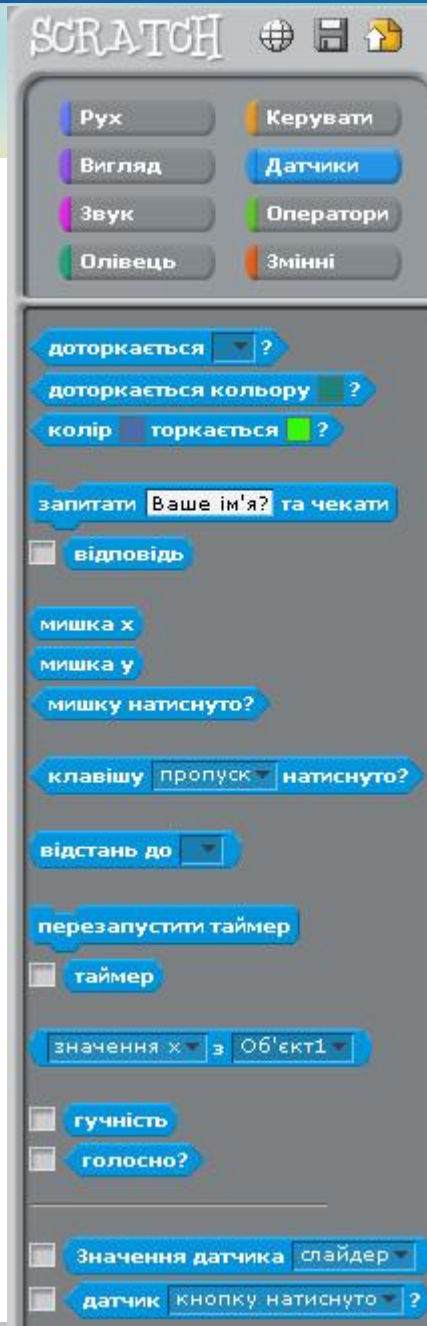 SCRATCH
Рух Керувати
Вигляд Датчики
Звук Оператори
Олівець Змінні
доторкається ?
доторкається кольору ?
колір торкається ?
запитати Ваше ім'я? та чекати
відповідь
мишка x
мишка y
мишку натиснуто?
клавішу пропуск натиснуто?
відстань до
перезапустити таймер
таймер
значення x з Об'єкт1
гучність
голосно?
Значення датчика слайдер
датчик кнопку натиснуто ?